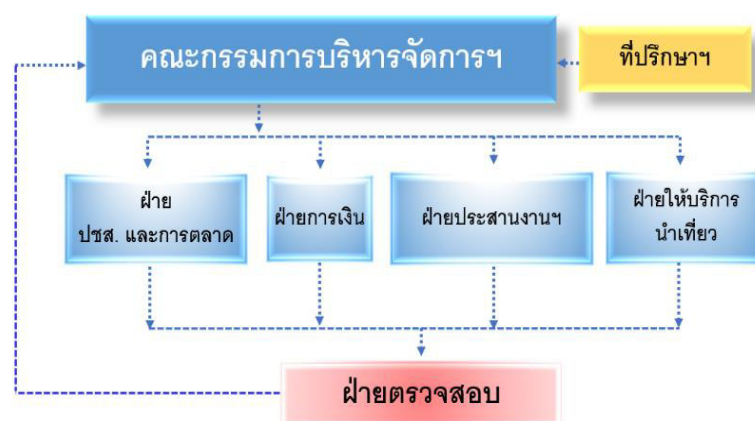 คณะกรรมการบริหารจัดการฯ
ที่ปรึกษาฯ
ฝ่าย
ปชส. และการตลาด
ฝ่ายการเงิน
ฝ่ายประสานงานฯ
ฝ่ายให้บริการ
นำเที่ยว
ฝ่ายตรวจสอบ